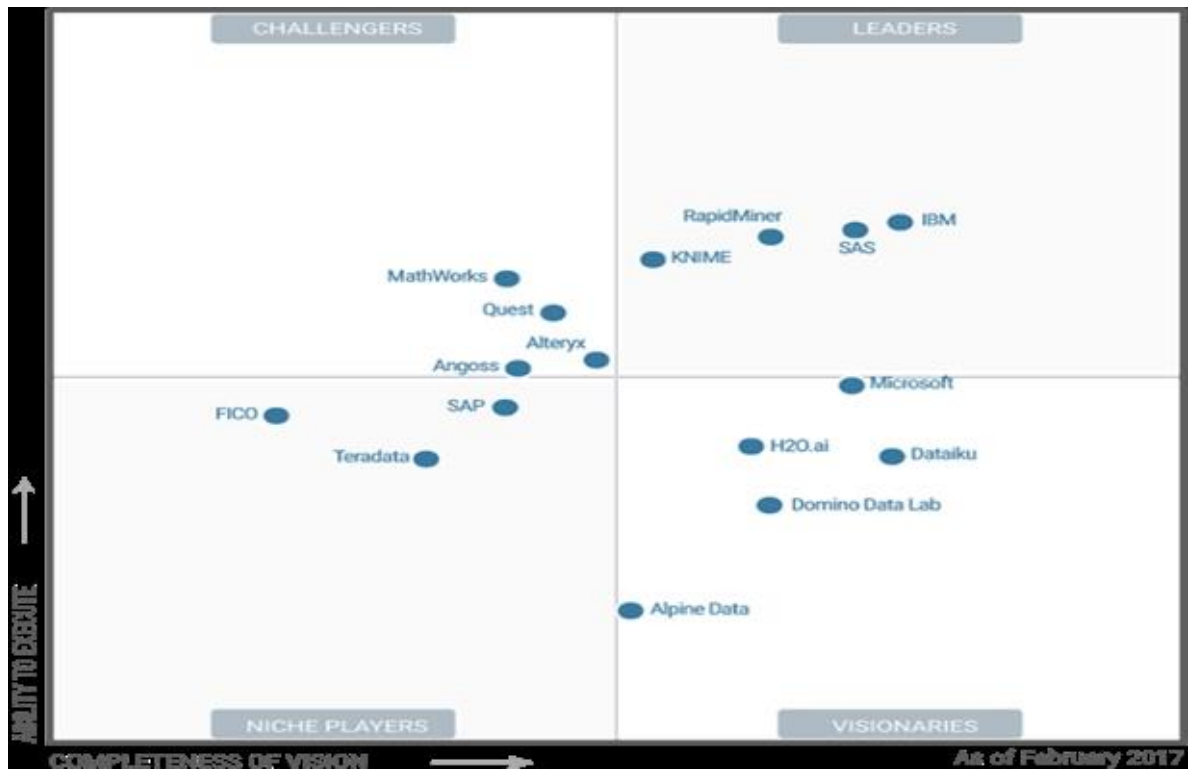 CHALLENGERS
LEADERS
RapidMiner
IBM
SAS
KNIME
MathWorks
Quest
Alteryx
Angoss
Microsoft
FICO
SAP
Teradata
H2O.ai
Dataiku
Domino Data Lab
Alpine Data
ABILITY TO EXECUTE
NICHE PLAYERS
VISIONARIES
COMPLETENESS OF VISION
As of February 2017